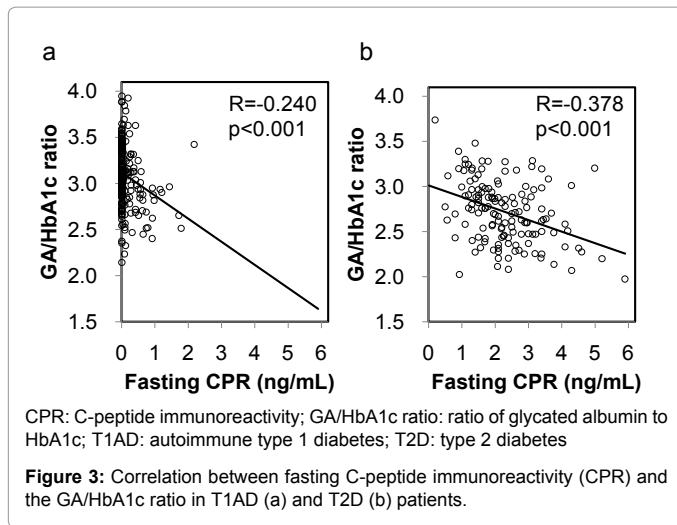 a
b
R=-0.240
p<0.001
R=-0.378
p<0.001
GA/HbA1c ratio
4.0
3.5
3.0
2.5
2.0
1.5
0 1 2 3 4 5 6
Fasting CPR (ng/mL)
GA/HbA1c ratio
4.0
3.5
3.0
2.5
2.0
1.5
0 1 2 3 4 5 6
Fasting CPR (ng/mL)
CPR: C-peptide immunoreactivity; GA/HbA1c ratio: ratio of glycated albumin to
HbA1c; T1AD: autoimmune type 1 diabetes; T2D: type 2 diabetes
Figure 3: Correlation between fasting C-peptide immunoreactivity (CPR) and
the GA/HbA1c ratio in T1AD (a) and T2D (b) patients.